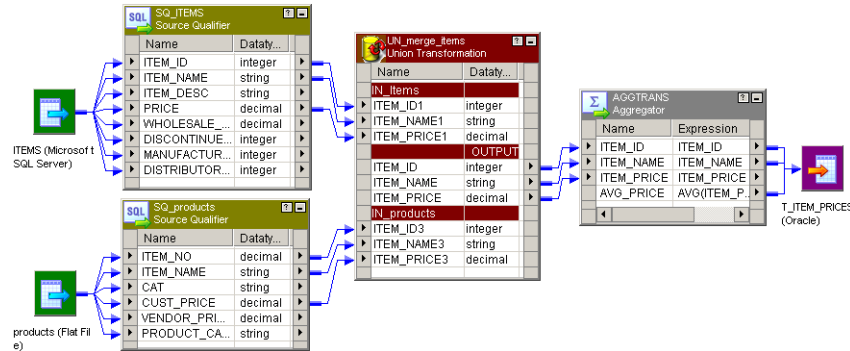 SQ_ITEMS
Source Qualifier
Name Dataty...
ITEM_ID integer
ITEM_NAME string
ITEM_DESC string
PRICE decimal
WHOLESALE_... decimal
DISCONTINUE... integer
MANUFACTUR... integer
DISTRIBUTOR... integer
ITEMS (Microsof t
SQL Server)
SQ_products
Source Qualifier
Name Dataty...
ITEM_NO decimal
ITEM_NAME string
CAT string
CUST_PRICE decimal
VENDOR_PRI... decimal
PRODUCT_CA... string
products (Flat Fil
e)
UN_merge_items
Union Transformation
Name Dataty...
IN_Items
ITEM_ID1 integer
ITEM_NAME1 string
ITEM_PRICE1 decimal
OUTPUT
ITEM_ID integer
ITEM_NAME string
ITEM_PRICE decimal
IN_products
ITEM_ID3 integer
ITEM_NAME3 string
ITEM_PRICE3 decimal
AGGTRANS
Aggregator
Name Expression
ITEM_ID ITEM_ID
ITEM_NAME ITEM_NAME
ITEM_PRICE ITEM_PRICE
AVG_PRICE AVG(ITEM_P...
T_ITEM_PRICES
(Oracle)